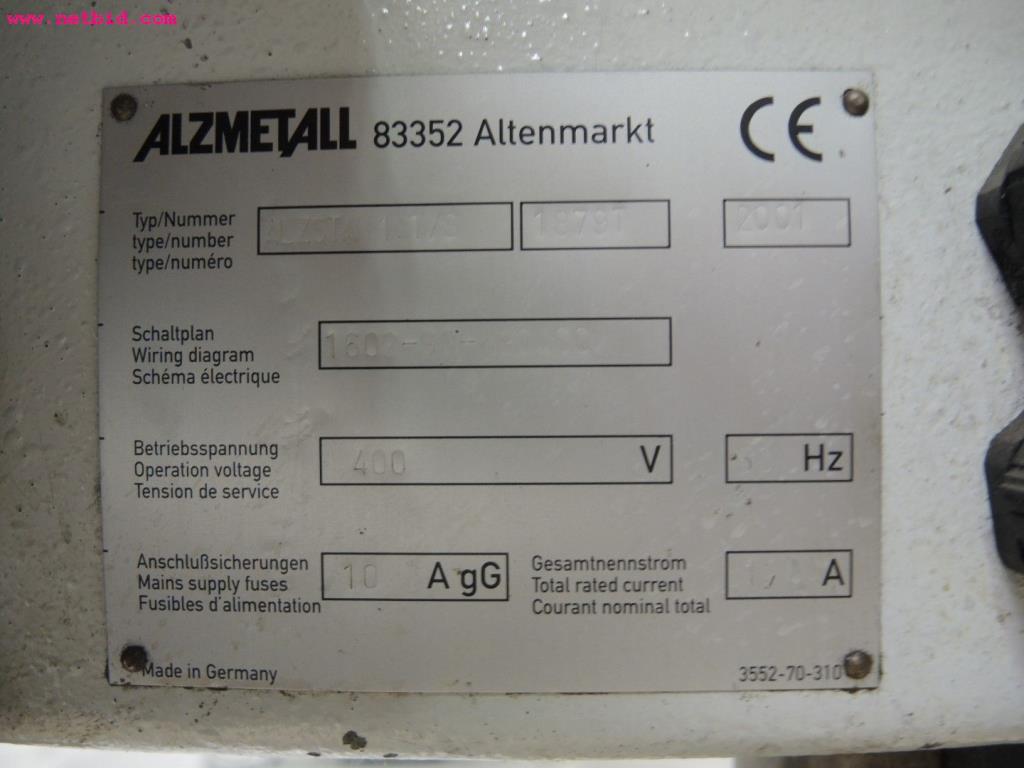 www.netbid.com
ALZMETALL 83352 Altenmarkt CE
Typ/Nummer
type/number 1879T 2001
type/numéro
Schaltplan
Wiring diagram
Schéma électrique
Betriebsspannung
Operation voltage 400 V Hz
Tension de service
Anschlußsicherungen Gesamtnennstrom
Mains supply fuses 10 A gG Total rated current A
Fusibles d'alimentation Courant nominal total
Made in Germany 3552-70-310